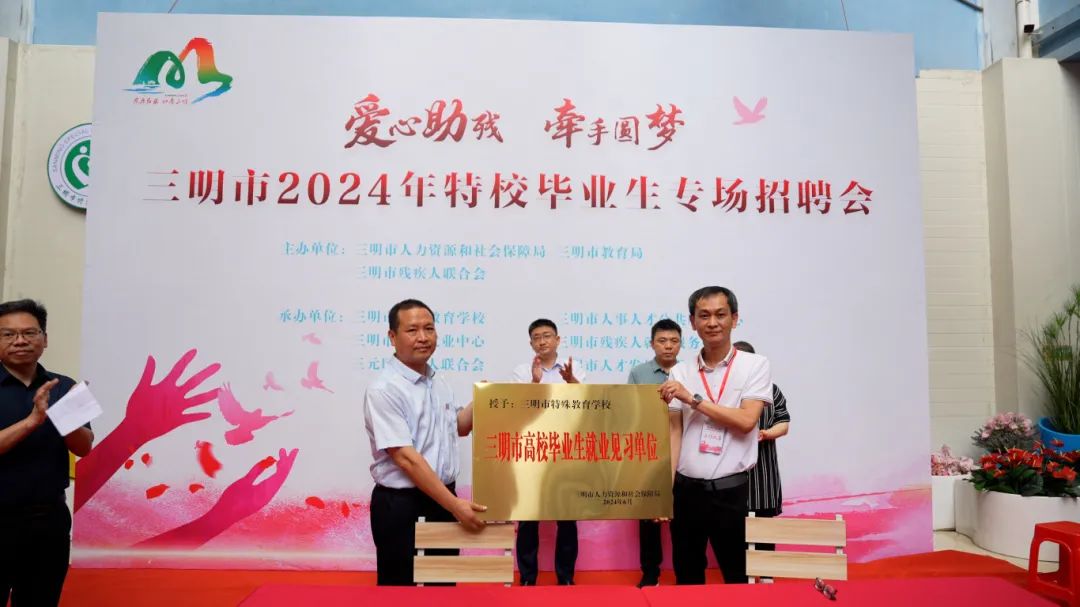 爱心助残 牵手圆梦
三明市2024年特校毕业生专场招聘会
主办单位：三明市人力资源和社会保障局 三明市教育局
三明市残疾人联合会
承办单位：三明市 教育学校 三明市人事人才公共 心
三明市 业中心 三明市残疾人 务
三元区 人联合会 明市人才发
授予：三明市特殊教育学校
三明市高校毕业生就业见习单位
三明市人力资源和社会保障局
2024年6月